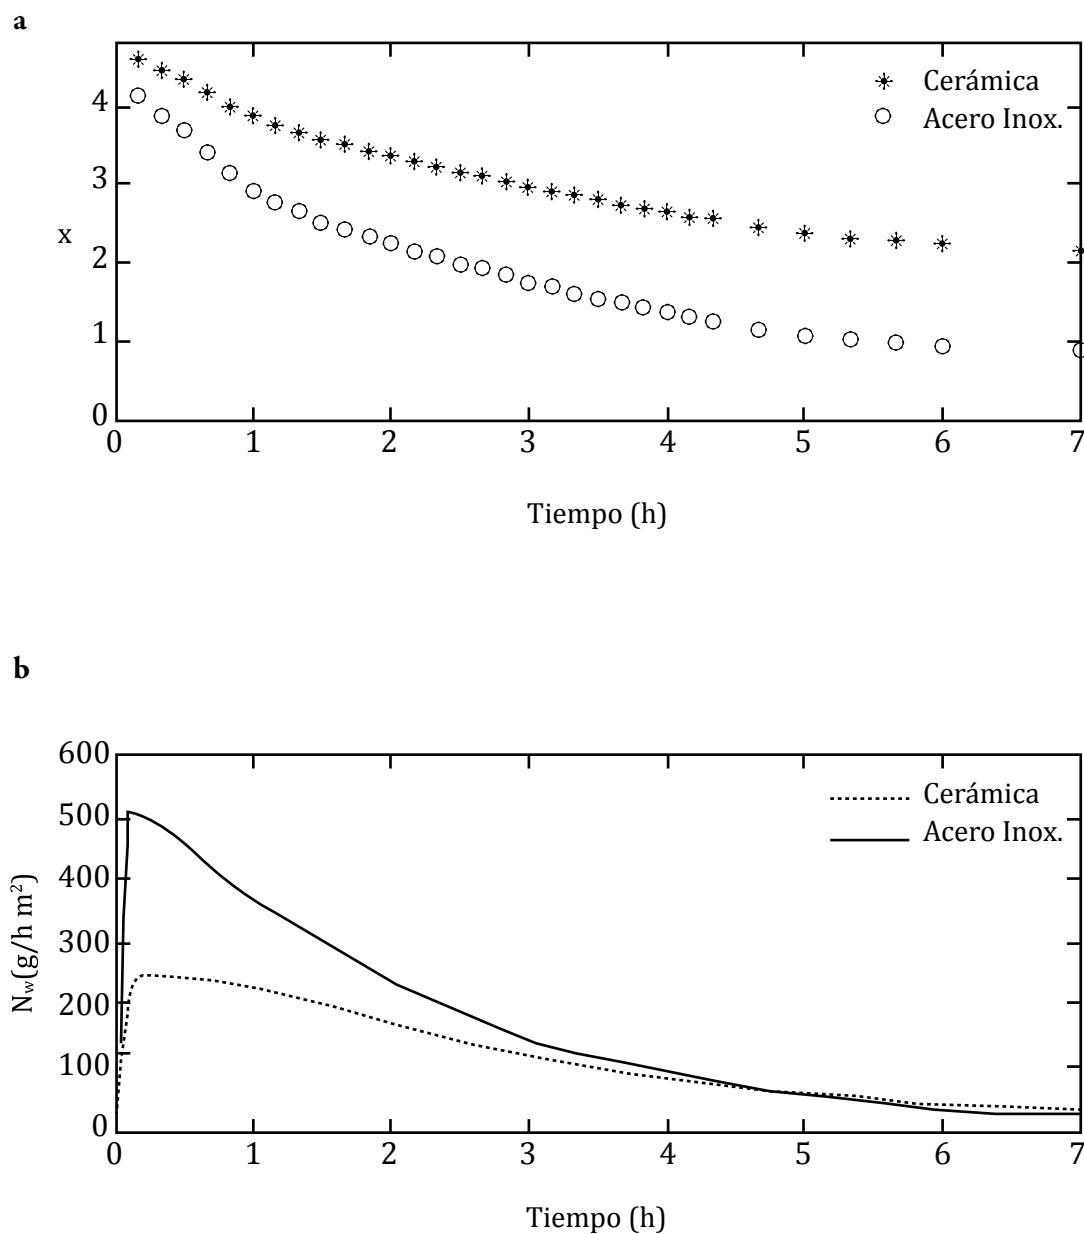 a
Cerámica
4
Acero Inox.
3
x
2
1
0
0 1 2 3 4 5 6 7
Tiempo (h)
b
600
Cerámica
500
Acero Inox.
400
300
200
100
0
Nw(g/h m²)
0 1 2 3 4 5 6 7
Tiempo (h)